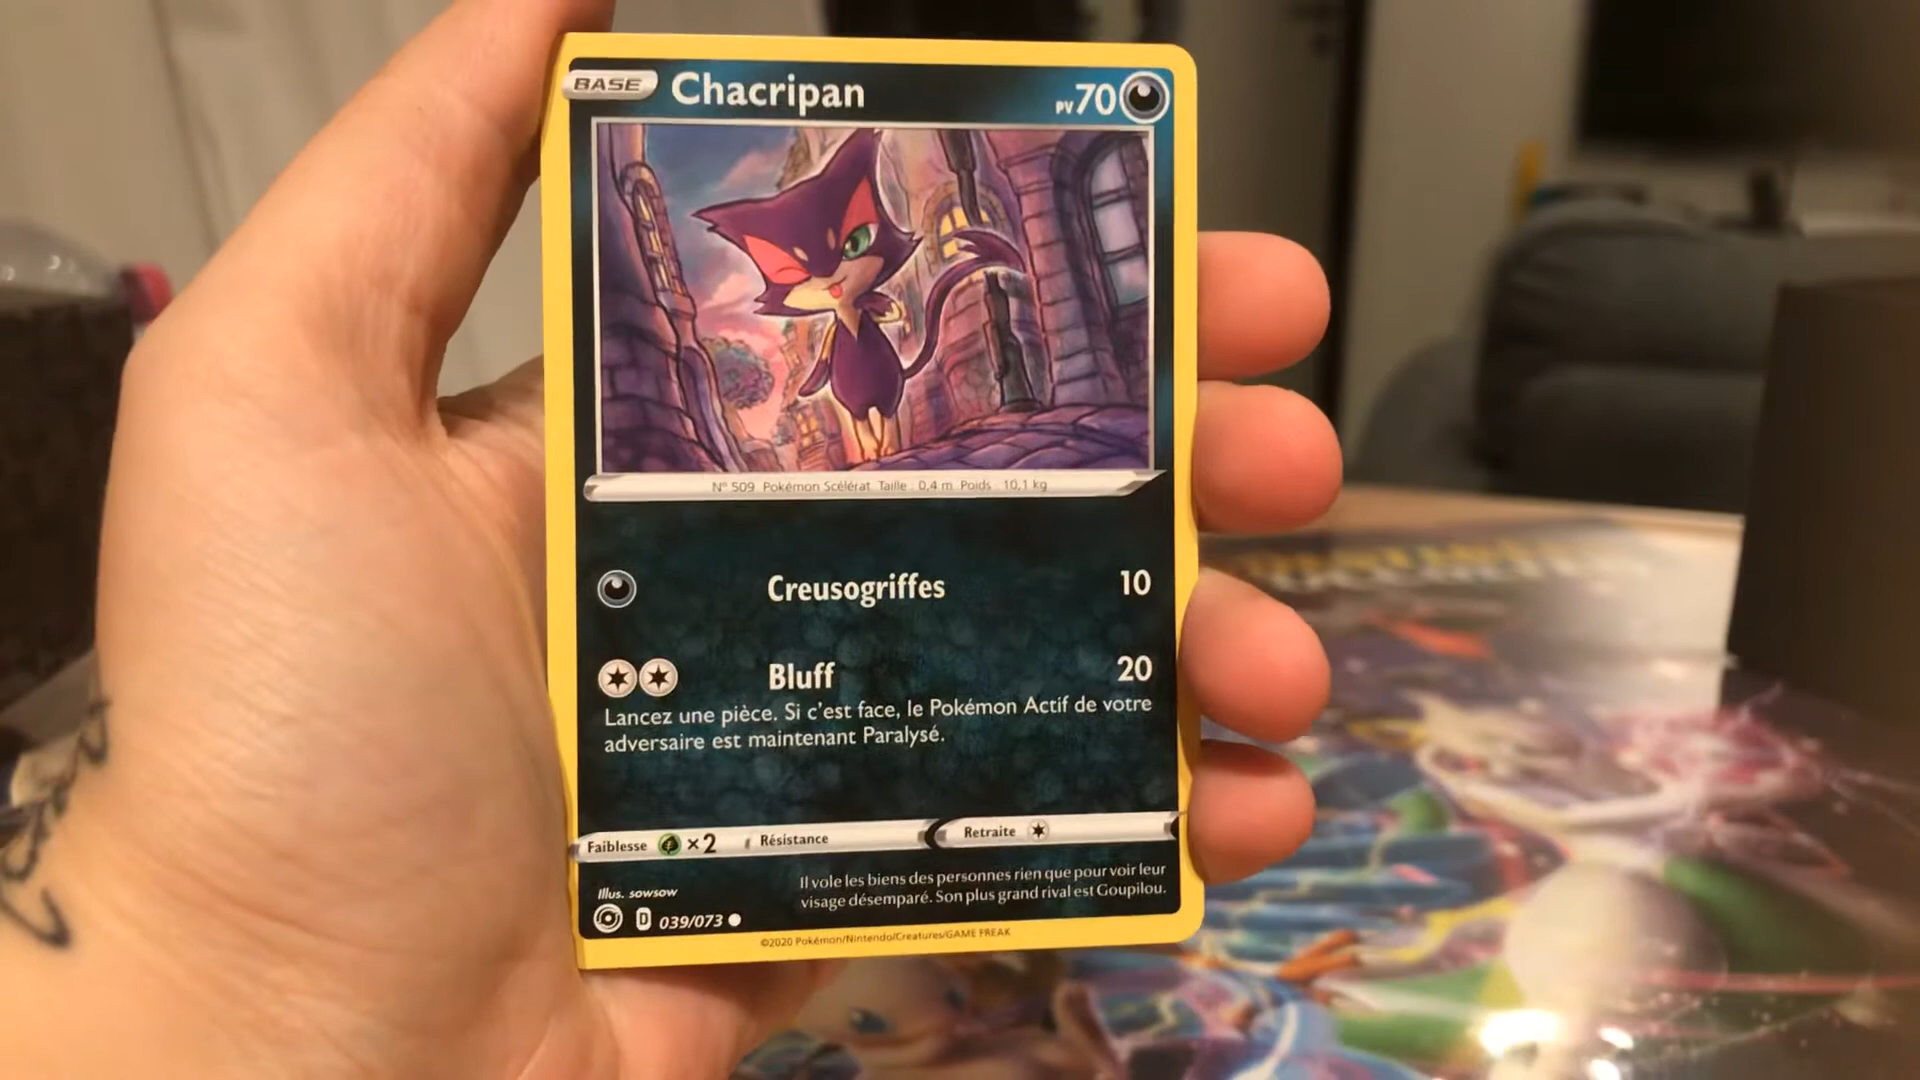 BASE Chacripan PV 70
N° 509 Pokémon Scélérat Taille : 0,4 m Poids : 10,1 kg
Creusogriffes 10
Bluff 20
Lancez une pièce. Si c'est face, le Pokémon Actif de votre
adversaire est maintenant Paralysé.
Faiblesse ×2 Résistance Retraite
Il vole les biens des personnes rien que pour voir leur
visage désemparé. Son plus grand rival est Goupilou.
Illus. sowsow
D 039/073
©2020 Pokémon/Nintendo/Creatures/GAME FREAK